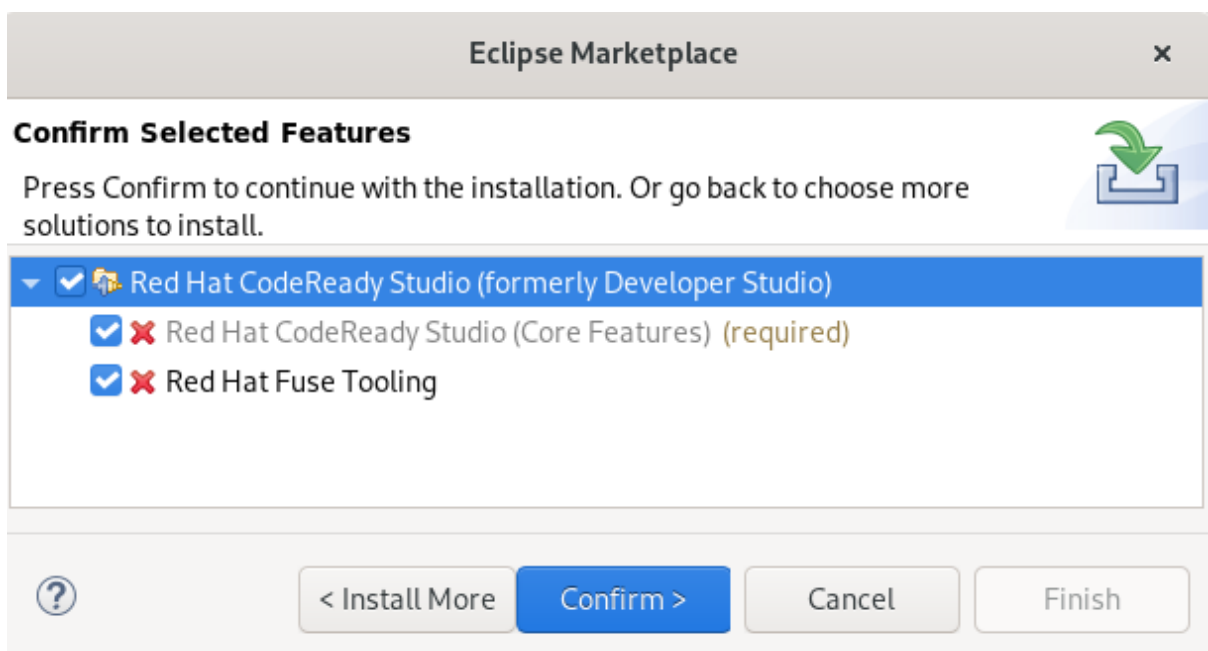 Eclipse Marketplace
Confirm Selected Features
Press Confirm to continue with the installation. Or go back to choose more
solutions to install.
Red Hat CodeReady Studio (formerly Developer Studio)
Red Hat CodeReady Studio (Core Features) (required)
Red Hat Fuse Tooling
? < Install More Confirm > Cancel Finish